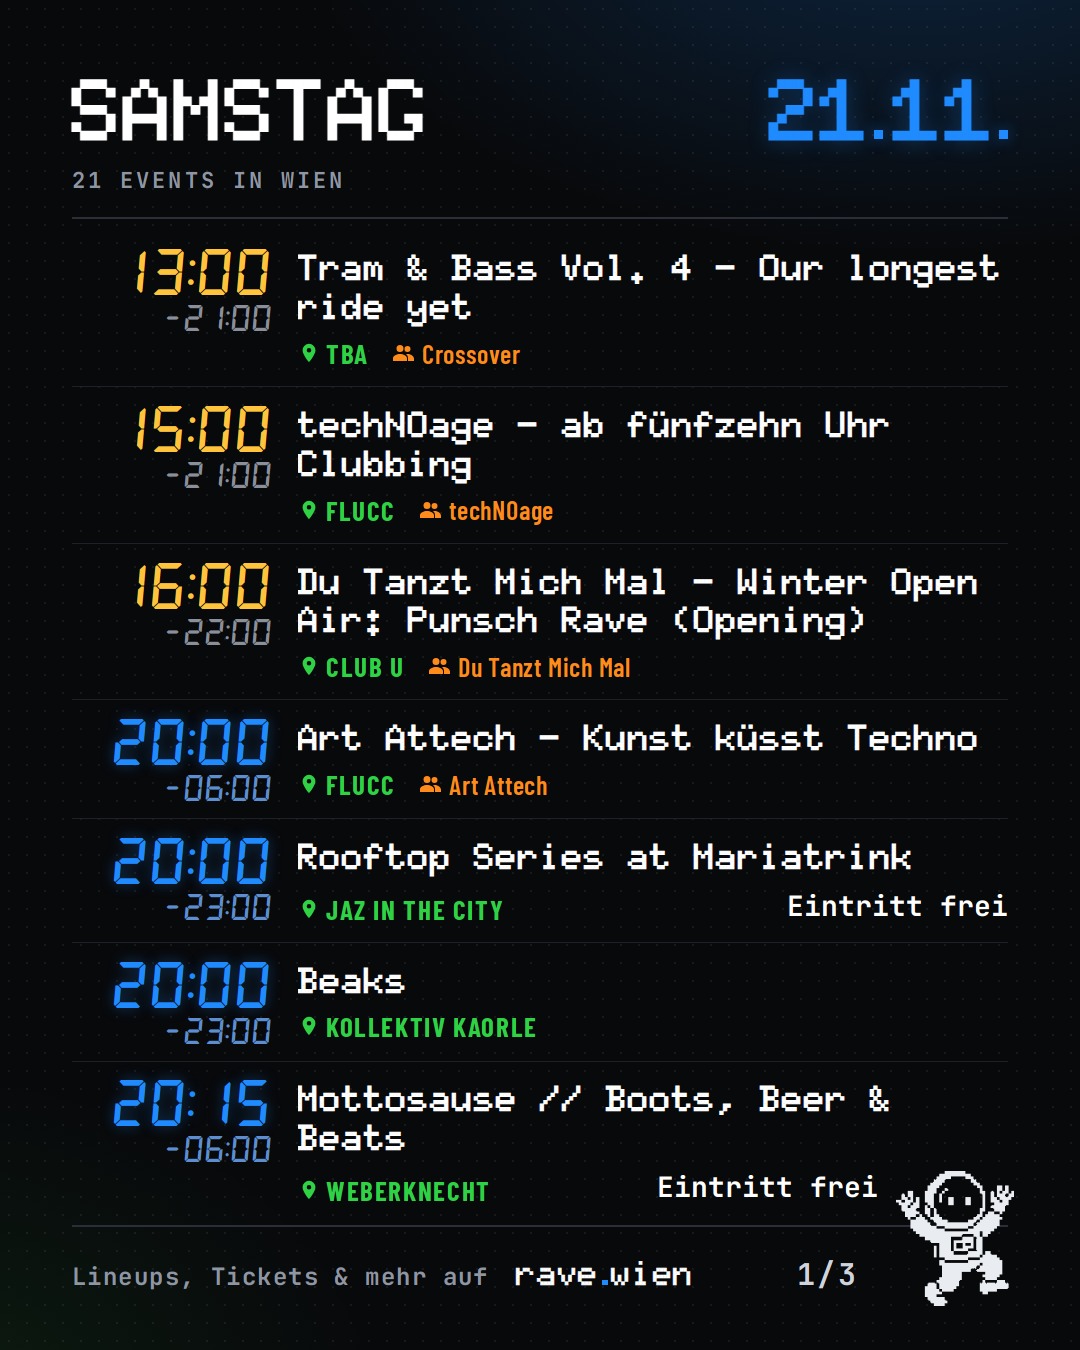 SAMSTAG 21.11.
21 EVENTS IN WIEN
13:00 Tram & Bass Vol. 4 - Our longest
-21:00 ride yet
TBA Crossover
15:00 techNOage - ab fünfzehn Uhr
-21:00 Clubbing
FLUCC techNOage
16:00 Du Tanzt Mich Mal - Winter Open
-22:00 Air: Punsch Rave (Opening)
CLUB U Du Tanzt Mich Mal
20:00 Art Attech - Kunst küsst Techno
-06:00 FLUCC Art Attech
20:00 Rooftop Series at Mariatrink
-23:00 JAZ IN THE CITY Eintritt frei
20:00 Beaks
-23:00 KOLLEKTIV KAORLE
20:15 Mottosause // Boots, Beer &
-06:00 Beats
WEBERKNECHT Eintritt frei
Lineups, Tickets & mehr auf rave.wien 1/3